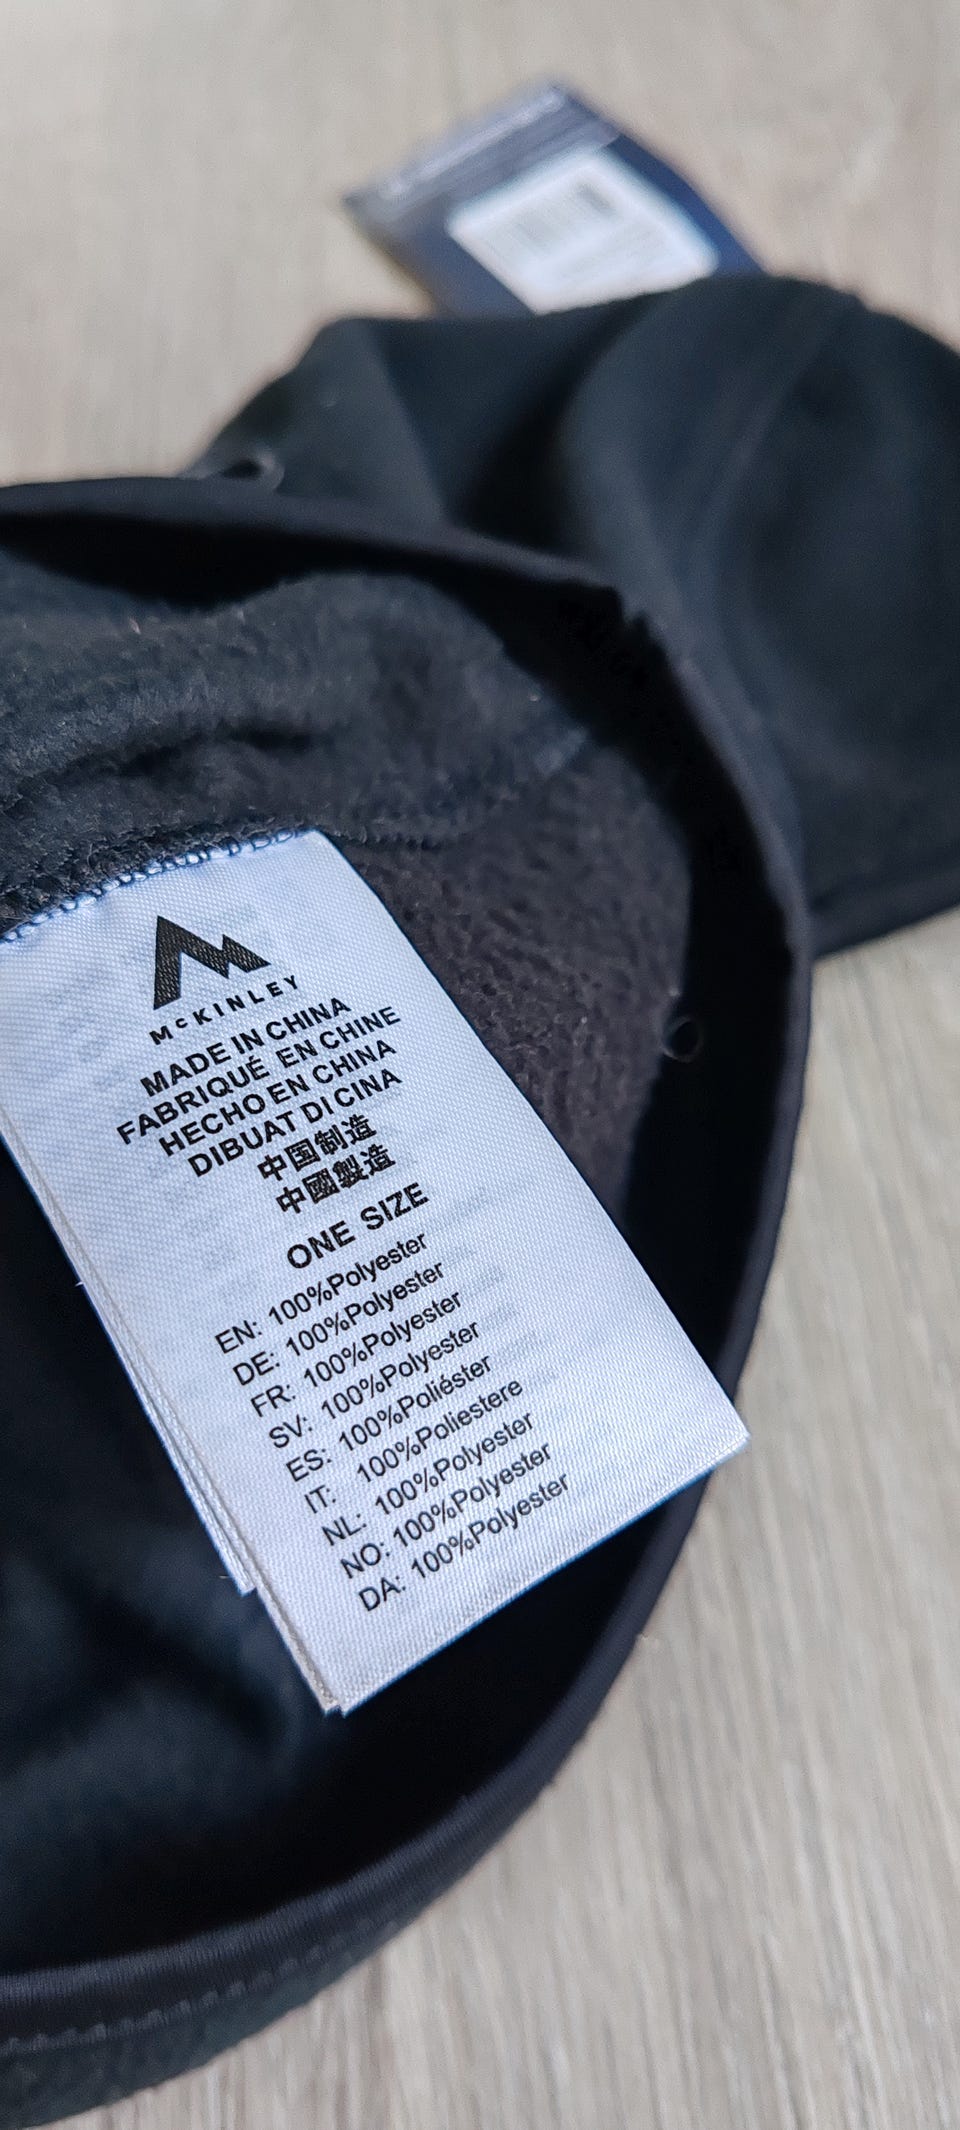 McKINLEY
MADE IN CHINA
FABRIQUÉ EN CHINE
HECHO EN CHINA
DIBUAT DI CINA
中国制造
中國製造
ONE SIZE
EN: 100%Polyester
DE: 100%Polyester
FR: 100%Polyester
SV: 100%Polyester
ES: 100%Poliéster
IT: 100%Poliestere
NL: 100%Polyester
NO: 100%Polyester
DA: 100%Polyester